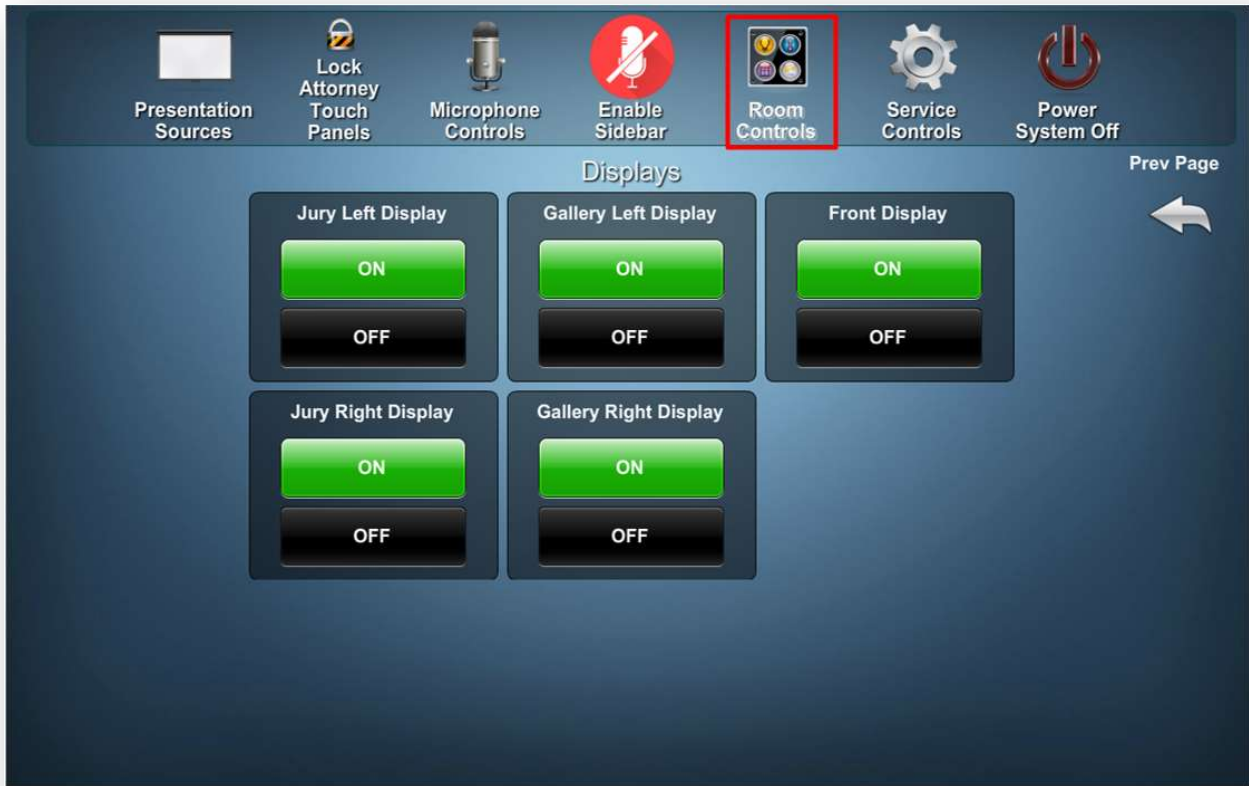 Presentation
Sources
Lock
Attorney
Touch
Panels
Microphone
Controls
Enable
Sidebar
Room
Controls
Service
Controls
Power
System Off
Displays
Prev Page
Jury Left Display
ON
OFF
Gallery Left Display
ON
OFF
Front Display
ON
OFF
Jury Right Display
ON
OFF
Gallery Right Display
ON
OFF